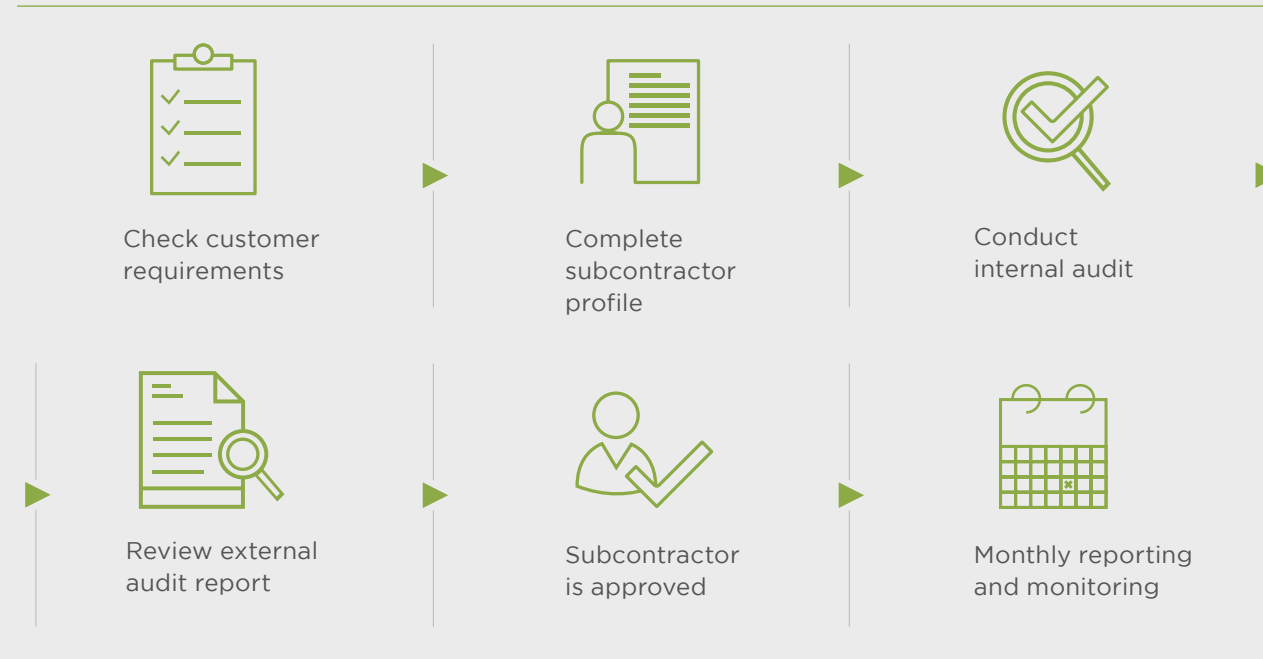 Check customer
requirements
Complete
subcontractor
profile
Conduct
internal audit
Review external
audit report
Subcontractor
is approved
Monthly reporting
and monitoring